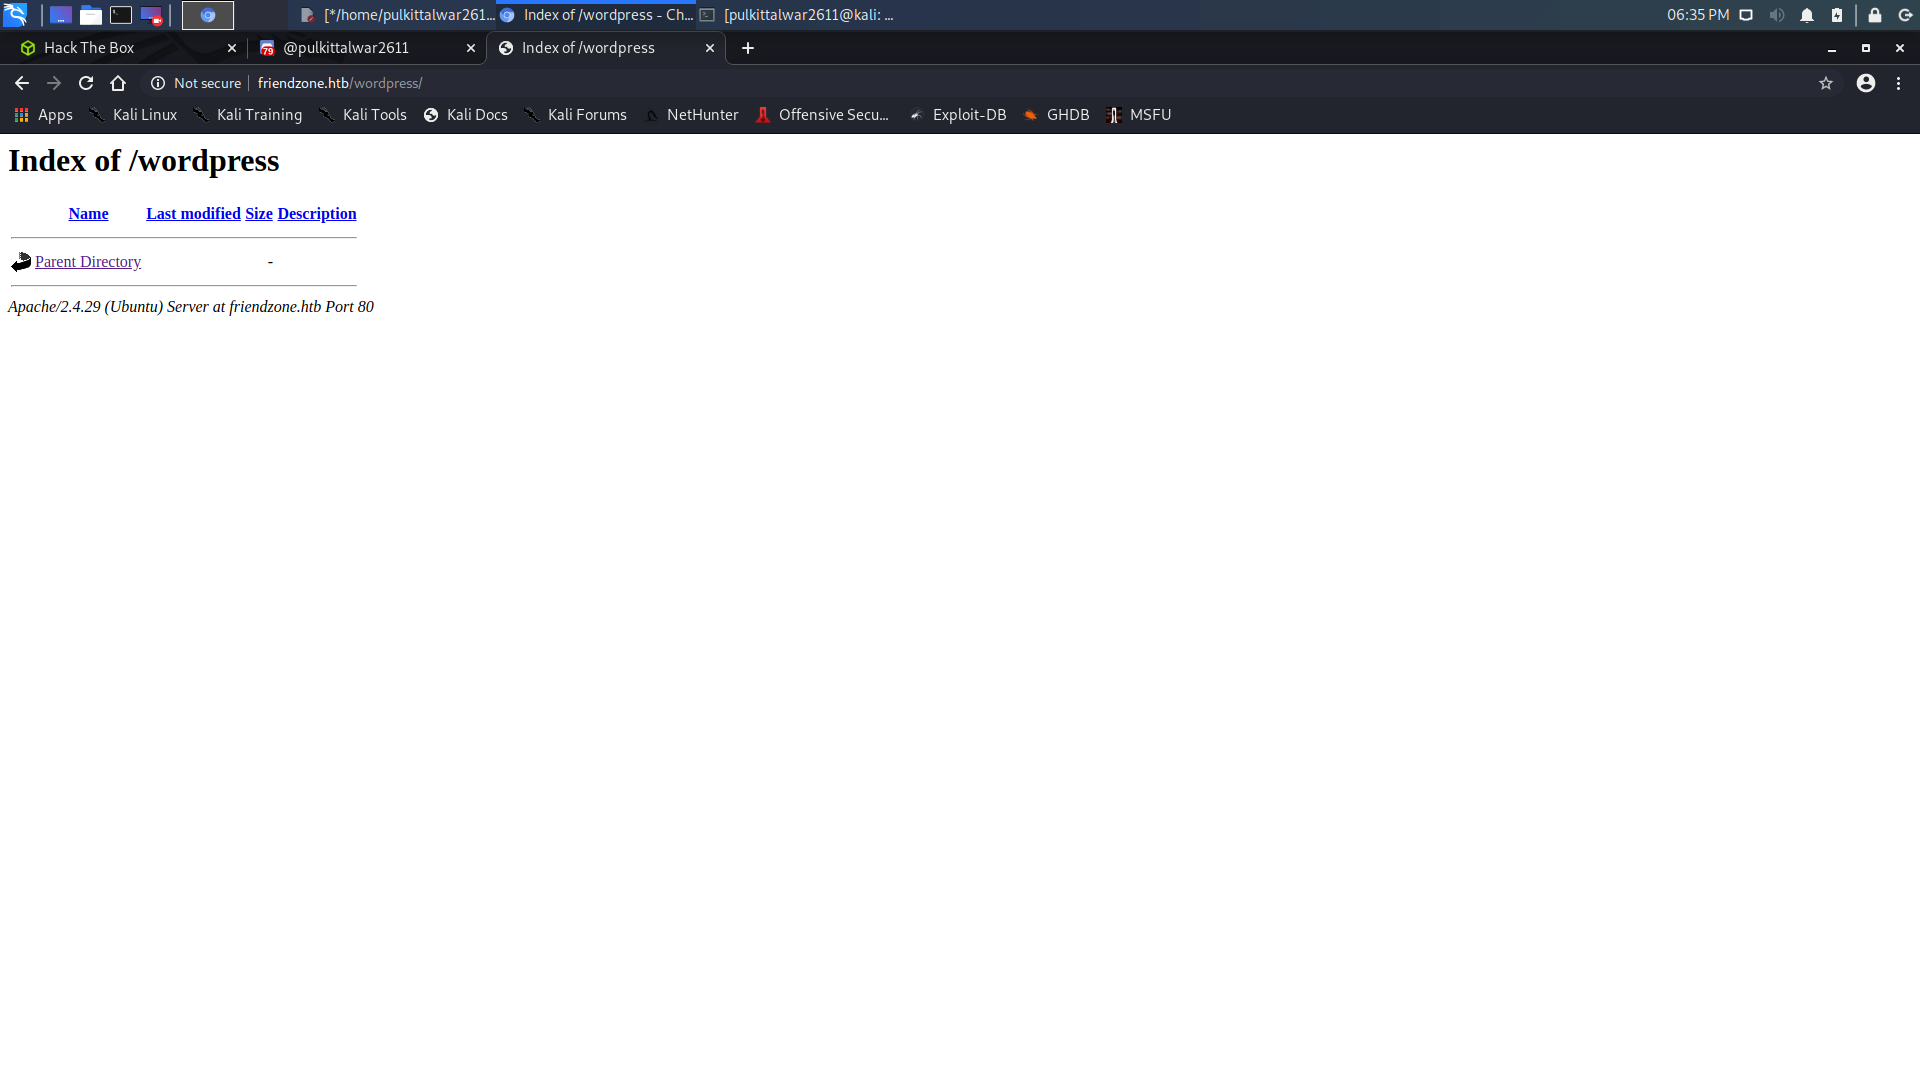 [*/home/pulkittalwar261... Index of /wordpress - Ch... [pulkittalwar2611@kali: ... 06:35 PM
Hack The Box @pulkittalwar2611 Index of /wordpress
Not secure friendzone.htb/wordpress/
Apps Kali Linux Kali Training Kali Tools Kali Docs Kali Forums NetHunter Offensive Secu... Exploit-DB GHDB MSFU
Index of /wordpress
Name Last modified Size Description
Parent Directory -
Apache/2.4.29 (Ubuntu) Server at friendzone.htb Port 80